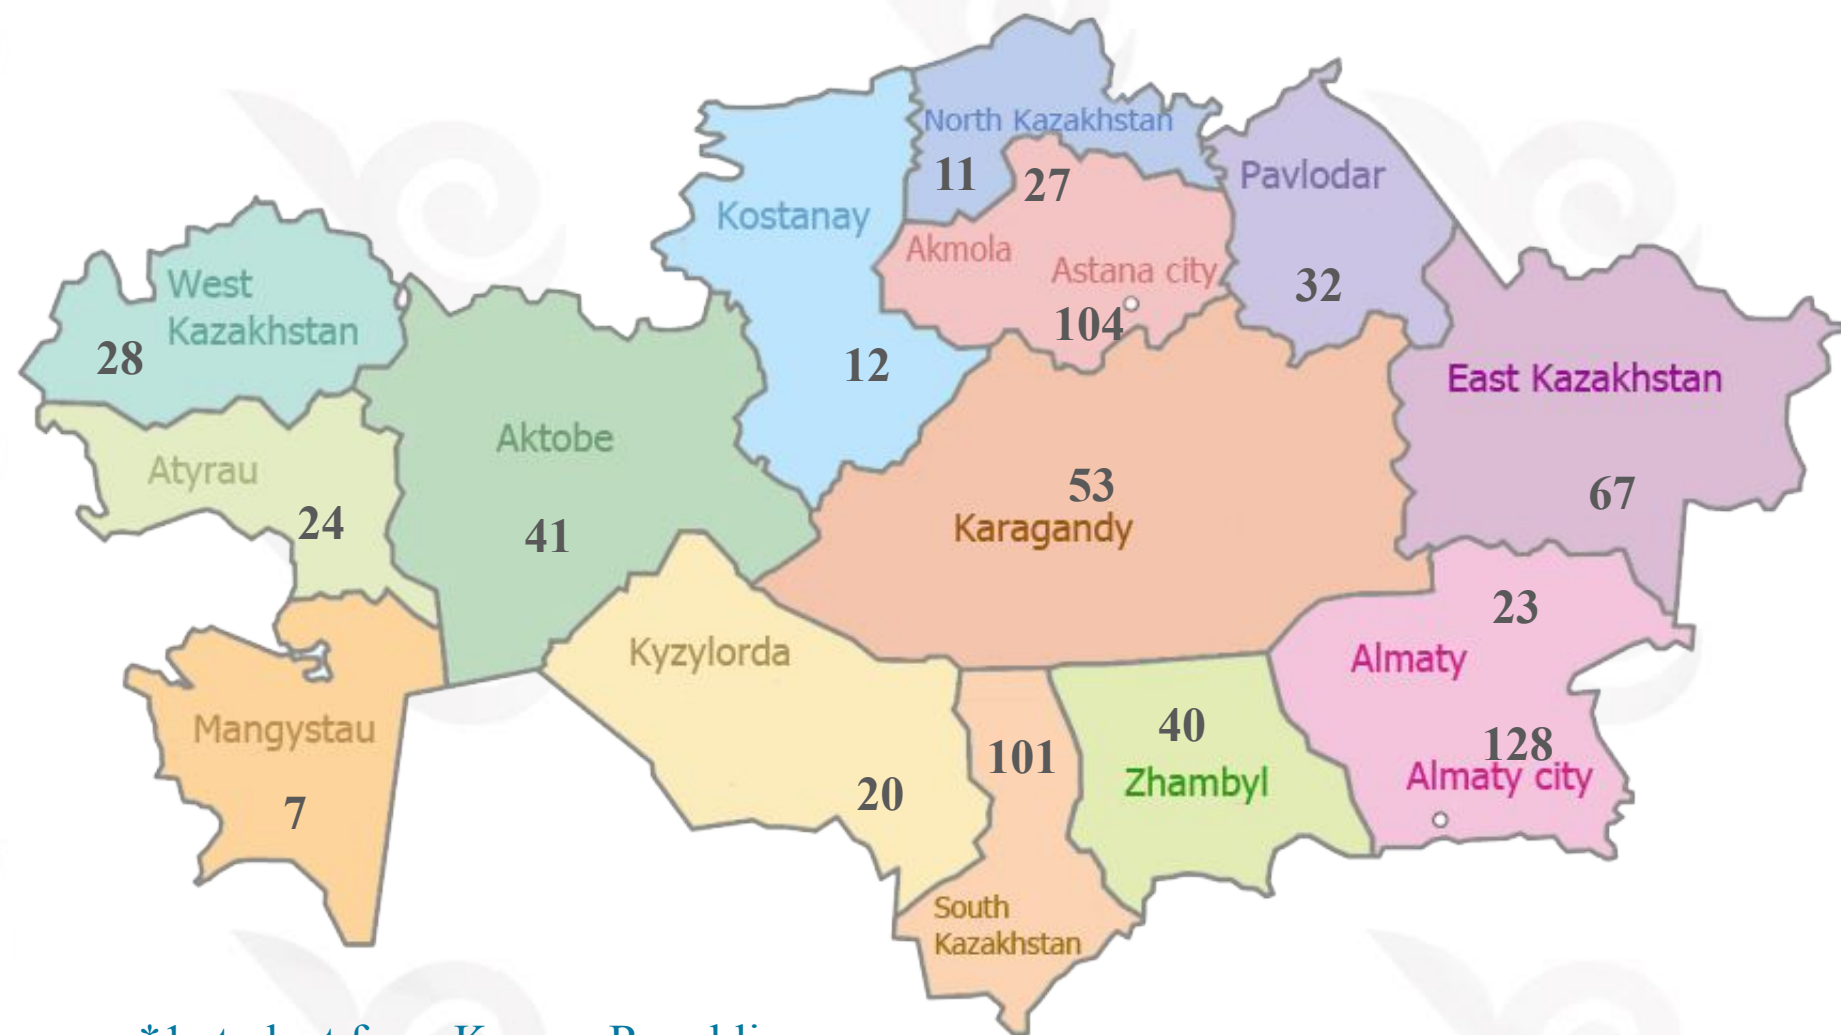 North Kazakhstan
11
27
Pavlodar
32
Kostanay
12
Akmola
Astana city
104
West
Kazakhstan
28
East Kazakhstan
67
Aktobe
41
Atyrau
24
53
Karagandy
23
Almaty
128
Almaty city
Kyzylorda
20
Mangystau
7
101
South
Kazakhstan
40
Zhambyl